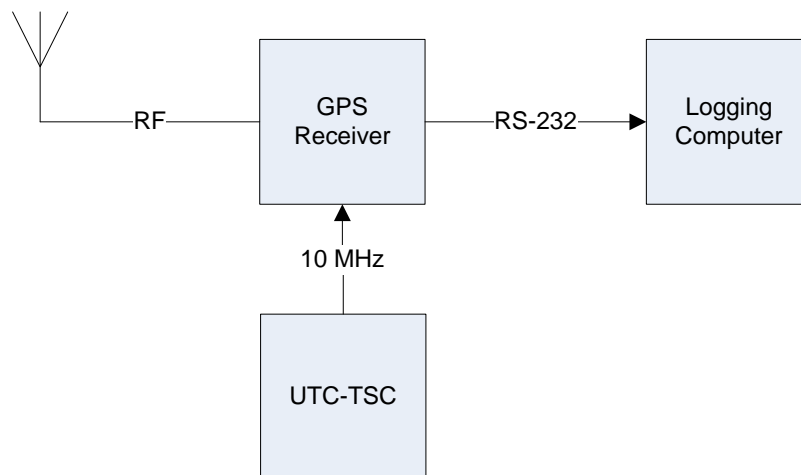 RF
GPS
Receiver
RS-232
Logging
Computer
10 MHz
UTC-TSC